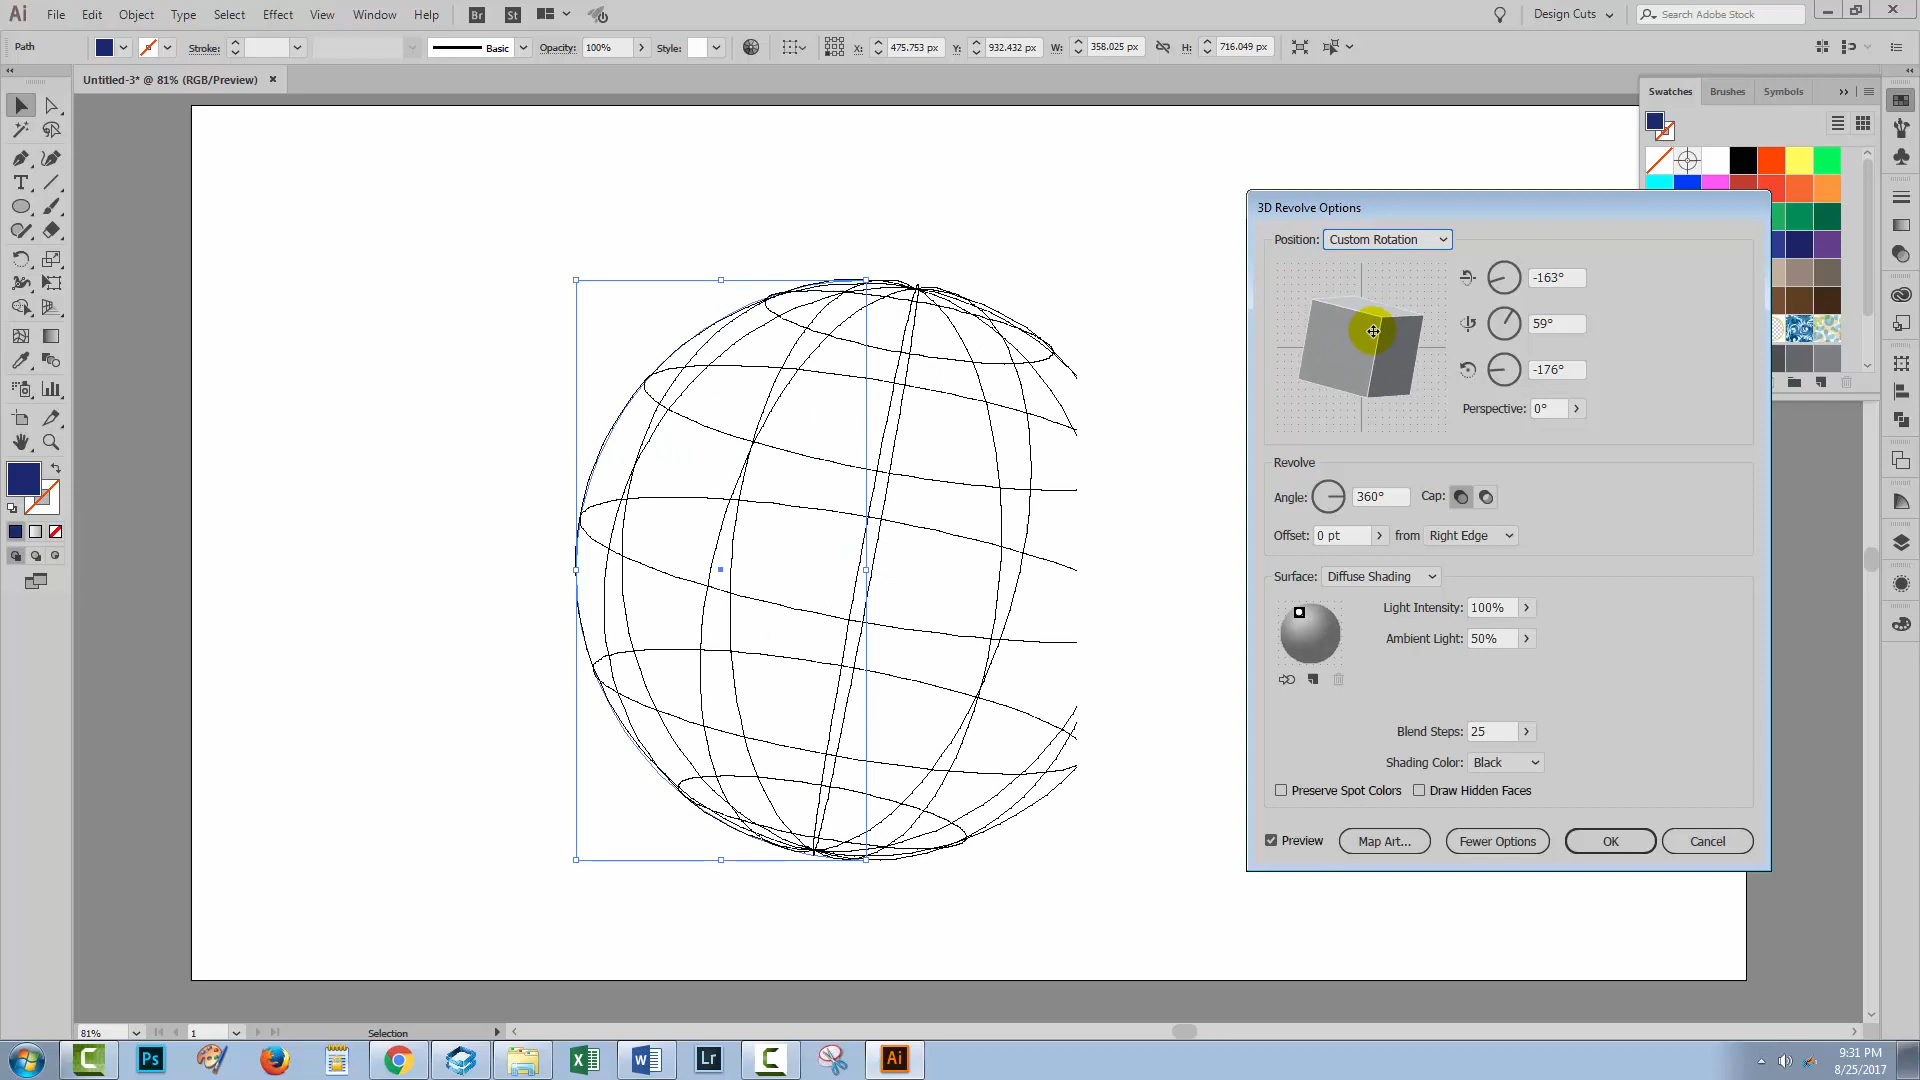 Ai File Edit Object Type Select Effect View Window Help Br St Design Cuts Search Adobe Stock
Path Stroke: Basic Opacity: 100% Style: X: 475.753 px Y: 932.432 px W: 358.025 px H: 716.049 px
Untitled-3* @ 81% (RGB/Preview)
Swatches Brushes Symbols
3D Revolve Options
Position: Custom Rotation
-163°
59°
-176°
Perspective: 0°
Revolve
Angle: 360° Cap:
Offset: 0 pt from Right Edge
Surface: Diffuse Shading
Light Intensity: 100%
Ambient Light: 50%
Blend Steps: 25
Shading Color: Black
Preserve Spot Colors Draw Hidden Faces
Preview Map Art... Fewer Options OK Cancel
81% 1 Selection
C Ps Lr C Ai
9:31 PM
8/25/2017